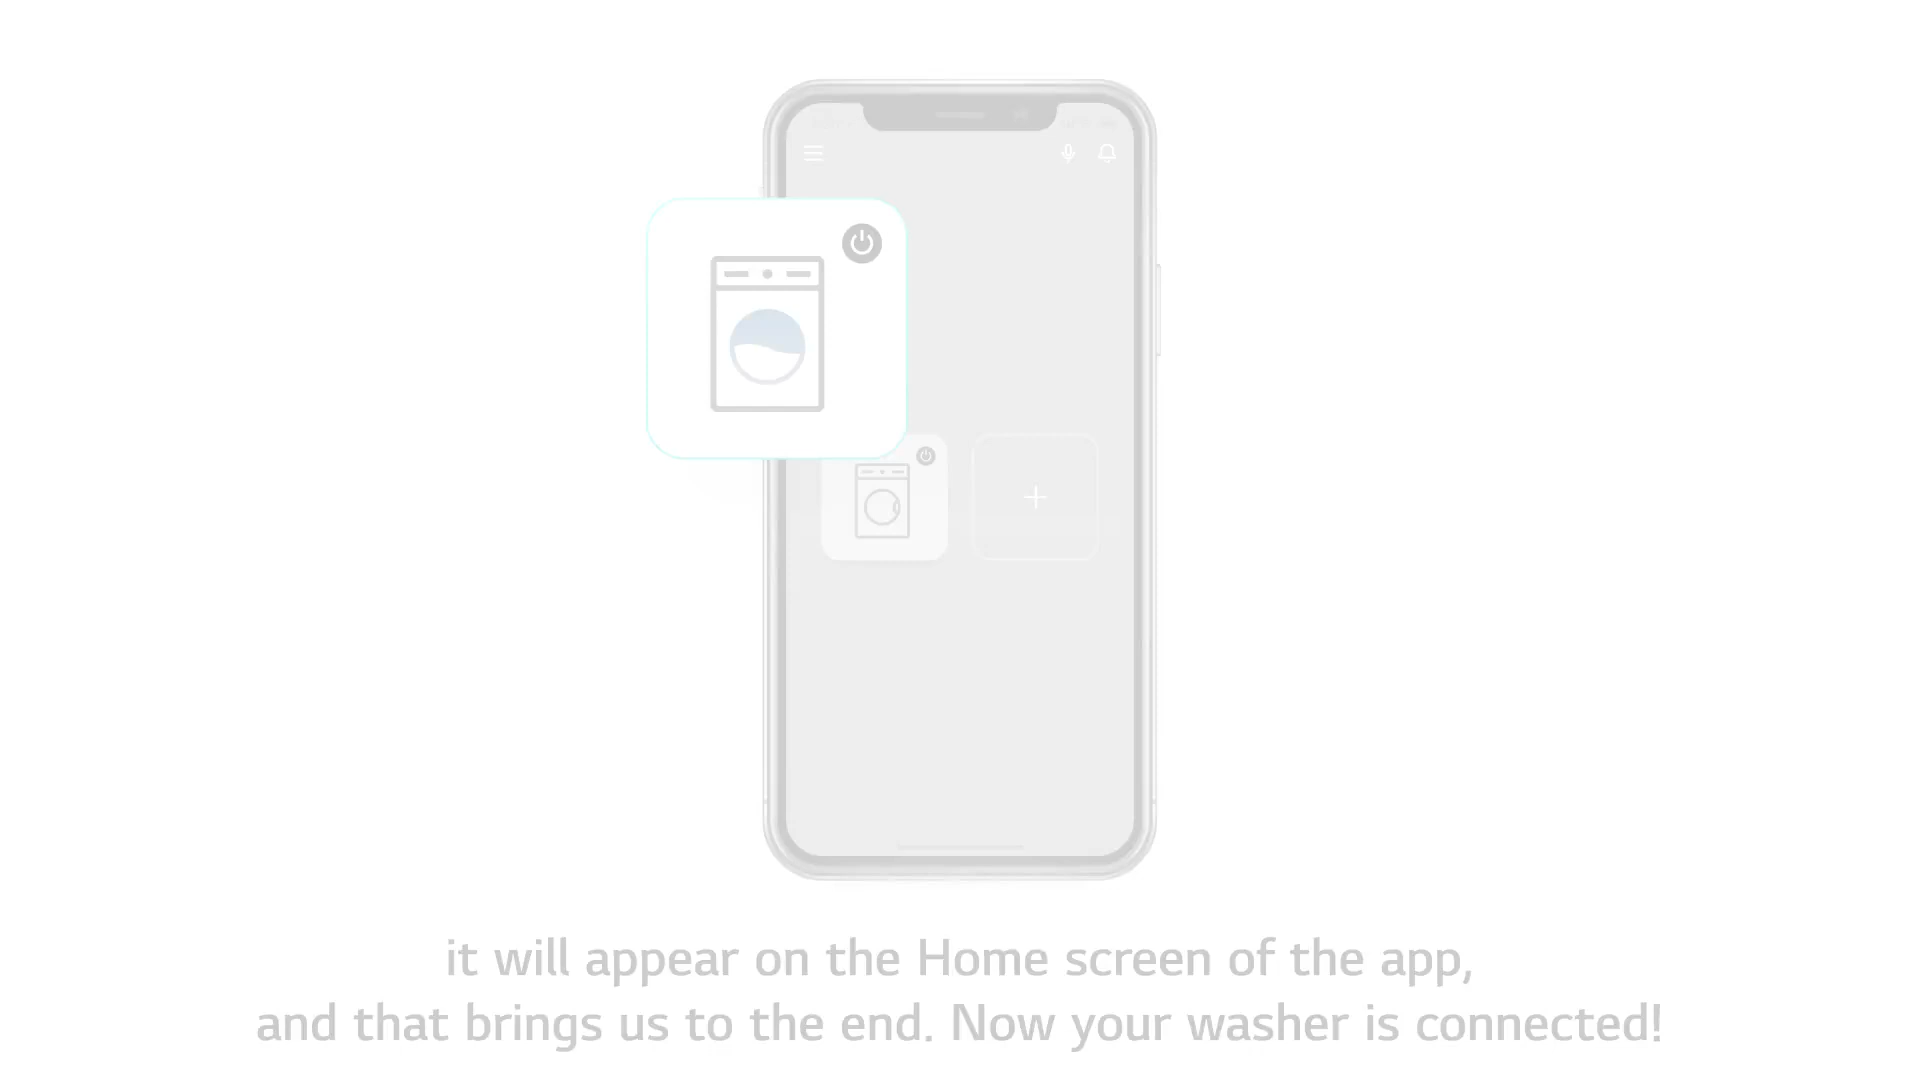 it will appear on the Home screen of the app,
and that brings us to the end. Now your washer is connected!